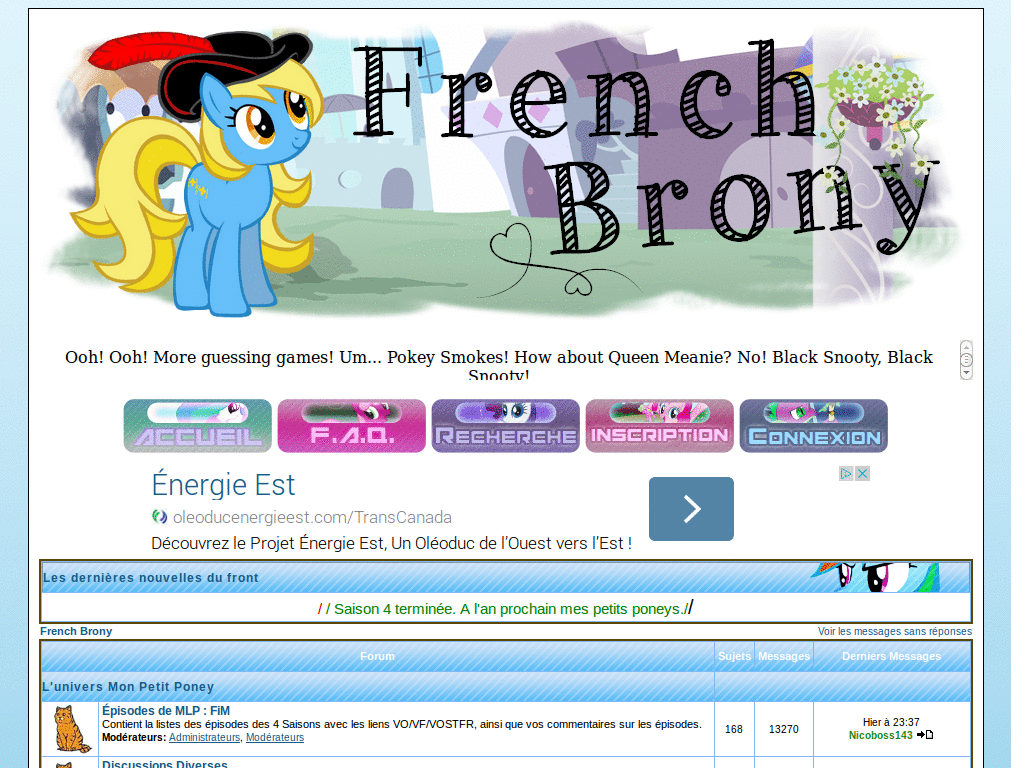 French
Brony
Ooh! Ooh! More guessing games! Um... Pokey Smokes! How about Queen Meanie? No! Black Snooty, Black
Snooty!
ACCUEIL F.A.Q. RECHERCHE INSCRIPTION CONNEXION
Énergie Est
oleoducenergieest.com/TransCanada
Découvrez le Projet Énergie Est, Un Oléoduc de l'Ouest vers l'Est !
Les dernières nouvelles du front
/ / Saison 4 terminée. A l'an prochain mes petits poneys./ /
French Brony Voir les messages sans réponses
Forum Sujets Messages Derniers Messages
L'univers Mon Petit Poney
Épisodes de MLP : FiM
Contient la listes des épisodes des 4 Saisons avec les liens VO/VF/VOSTFR, ainsi que vos commentaires sur les épisodes.
Modérateurs: Administrateurs, Modérateurs
168 13270
Hier à 23:37
Nicoboss143
Discussions Diverses